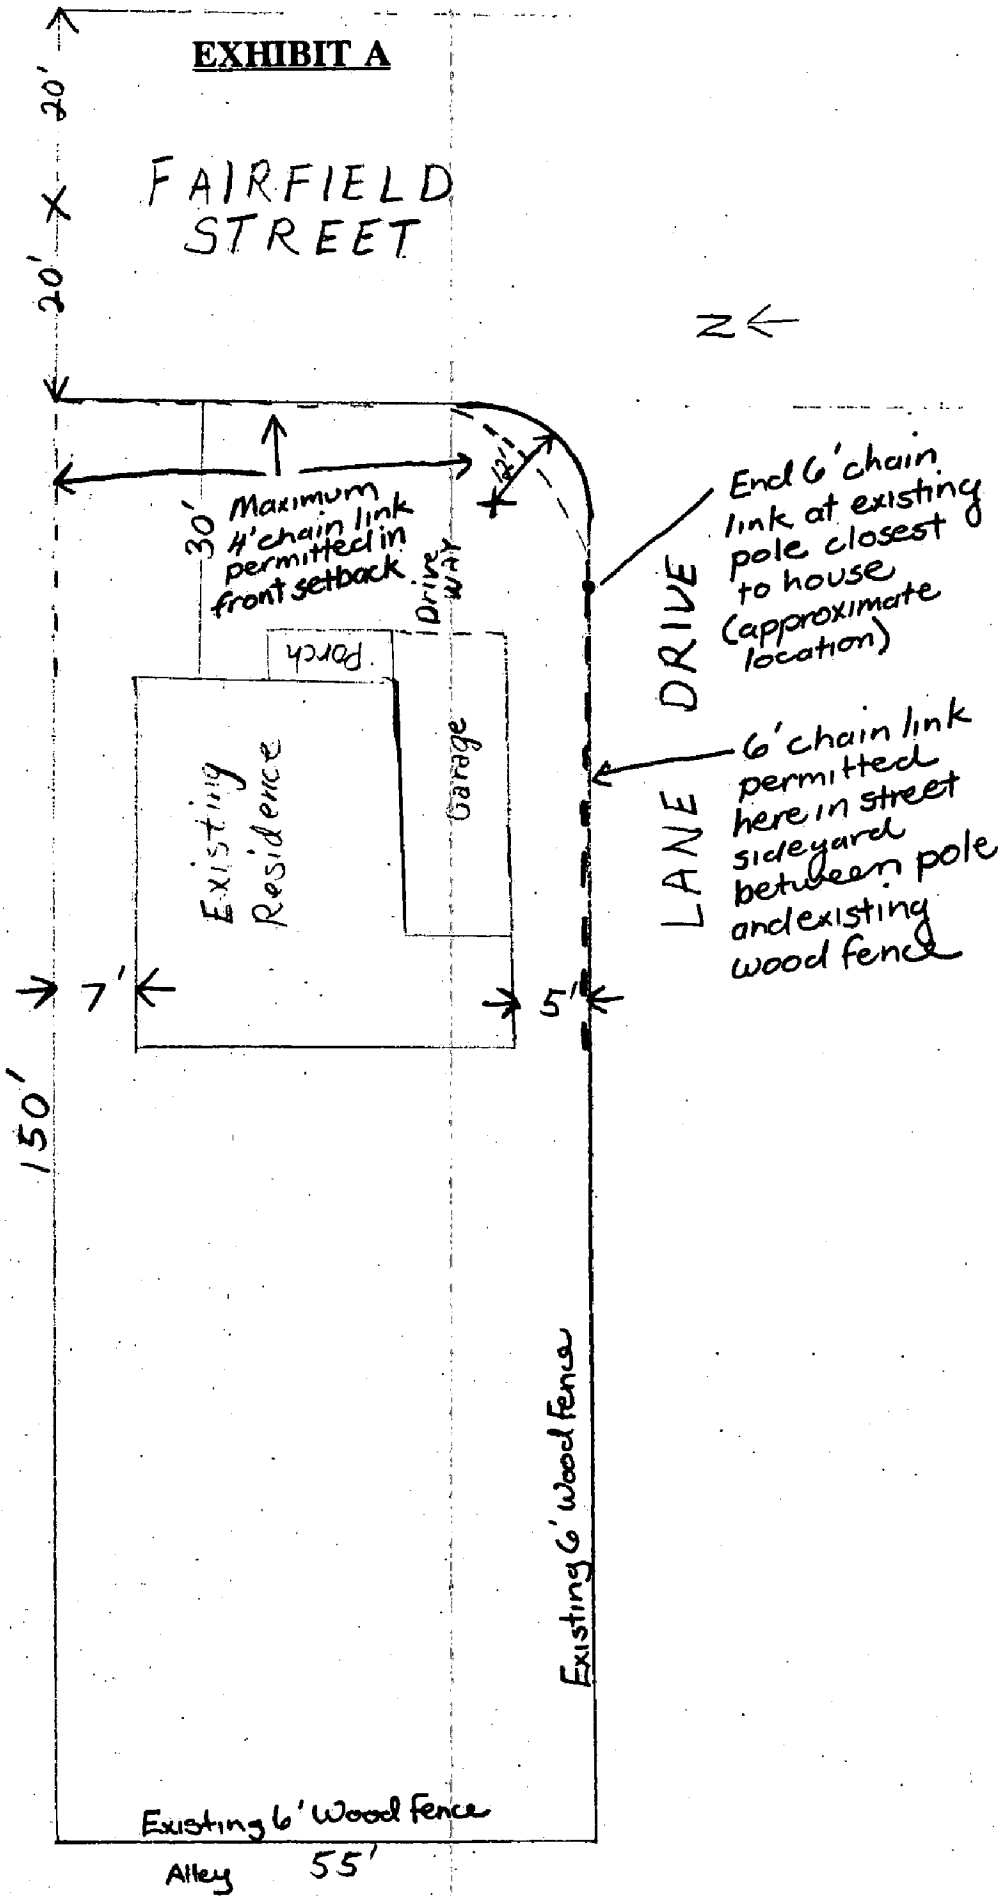 EXHIBIT A
20' X 20'
FAIRFIELD
STREET
N
12'
30'
Maximum
4' chain link
permitted in
front setback
Drive
WAY
Porch
Garage
Existing
Residence
End 6' chain
link at existing
pole closest
to house
(approximate
location)
LANE DRIVE
6' chain link
permitted
here in street
sideyard
between pole
and existing
wood fence
7'
5'
150'
Existing 6' Wood Fence
Existing 6' Wood Fence
Alley 55'